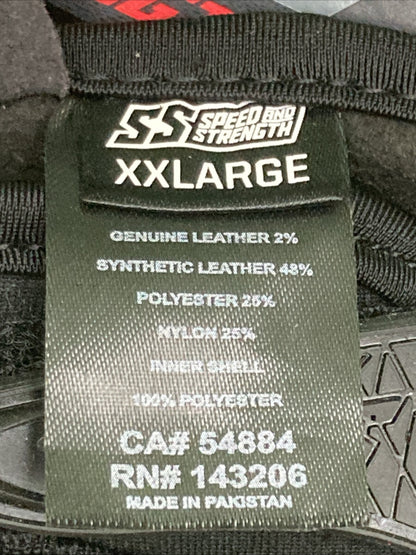 SS SPEED AND
STRENGTH
XXLARGE
GENUINE LEATHER 2%
SYNTHETIC LEATHER 48%
POLYESTER 25%
NYLON 25%
INNER SHELL
100% POLYESTER
CA# 54884
RN# 143206
MADE IN PAKISTAN